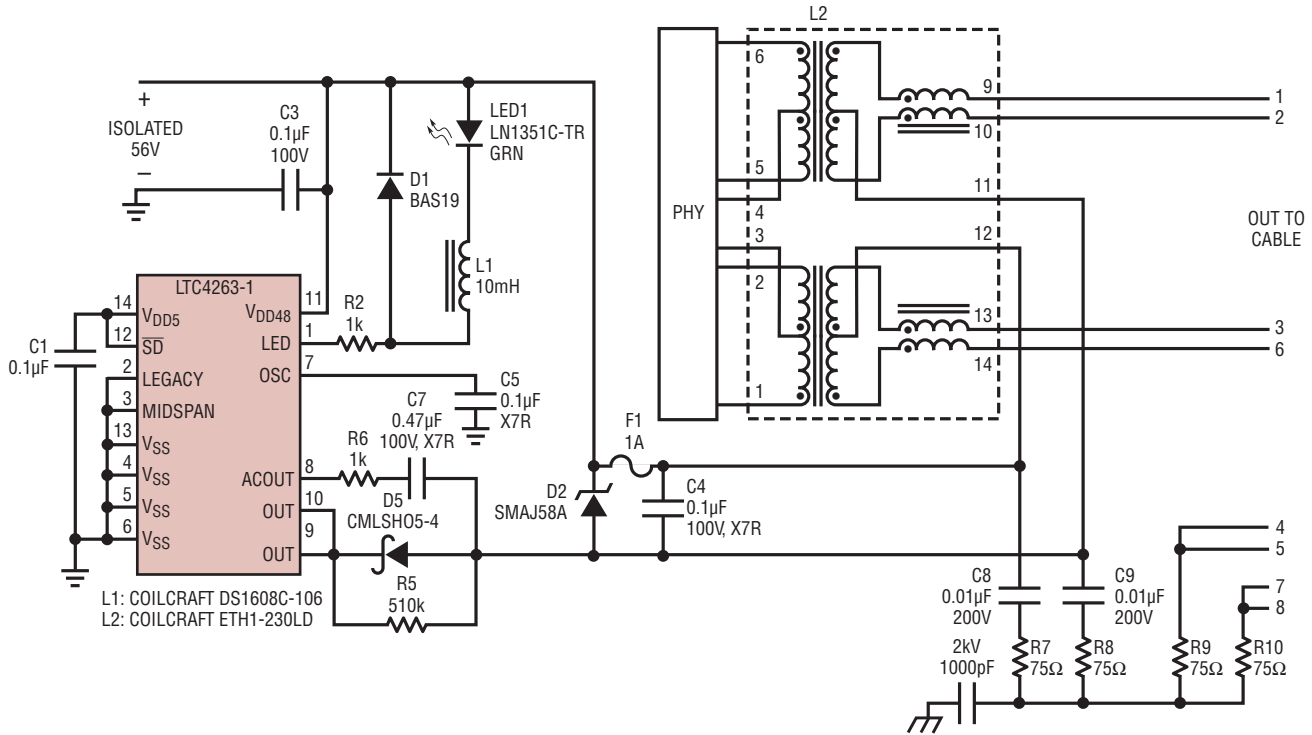 L2
+
ISOLATED
56V
–
C3
0.1µF
100V
LED1
LN1351C-TR
GRN
D1
BAS19
L1
10mH
R2
1k
LTC4263-1
14
VDD5
12
SD
2
LEGACY
3
MIDSPAN
13
VSS
4
VSS
5
VSS
6
VSS
VDD48
11
LED
1
OSC
7
ACOUT
8
OUT
10
OUT
9
C1
0.1µF
C5
0.1µF
X7R
C7
0.47µF
100V, X7R
R6
1k
D5
CMLSHO5-4
R5
510k
L1: COILCRAFT DS1608C-106
L2: COILCRAFT ETH1-230LD
D2
SMAJ58A
F1
1A
C4
0.1µF
100V, X7R
PHY
6
5
4
3
2
1
9
10
11
12
13
14
1
2
OUT TO
CABLE
3
6
4
5
7
8
C8
0.01µF
200V
C9
0.01µF
200V
2kV
1000pF
R7
75Ω
R8
75Ω
R9
75Ω
R10
75Ω